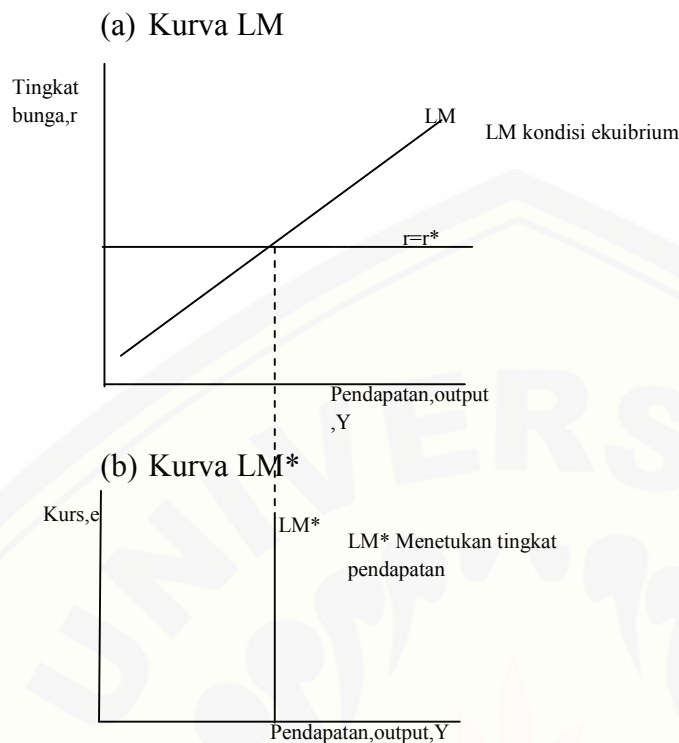 (a) Kurva LM
Tingkat
bunga,r
LM
LM kondisi ekuibrium
r=r*
Pendapatan,output
,Y
(b) Kurva LM*
Kurs,e
LM*
LM* Menetukan tingkat
pendapatan
Pendapatan,output,Y
UNIVERS